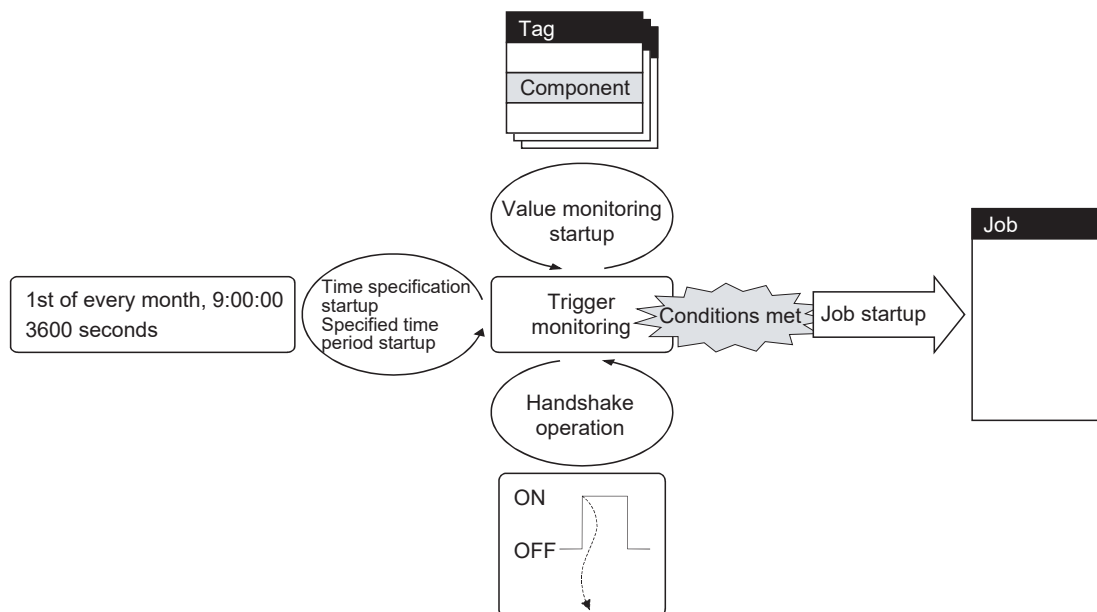 Tag
Component
Value monitoring
startup
Job
1st of every month, 9:00:00
3600 seconds
Time specification
startup
Specified time
period startup
Trigger
monitoring
Conditions met
Job startup
Handshake
operation
ON
OFF